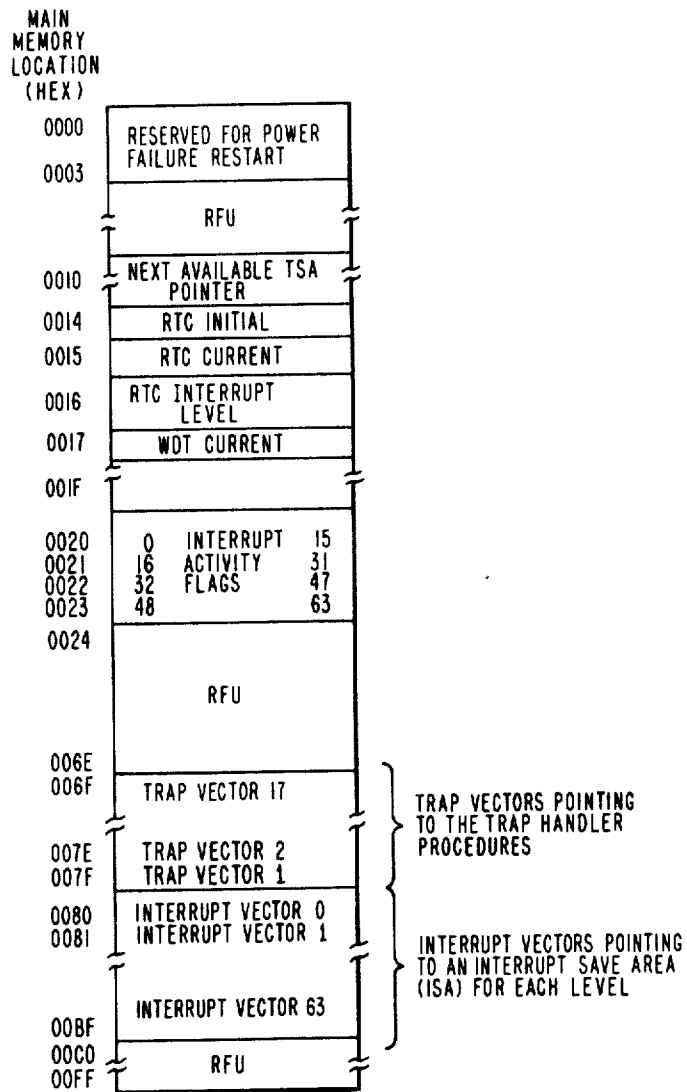 MAIN
MEMORY
LOCATION
(HEX)
0000
RESERVED FOR POWER
FAILURE RESTART
0003
RFU
0010
NEXT AVAILABLE TSA
POINTER
0014 RTC INITIAL
0015 RTC CURRENT
0016
RTC INTERRUPT
LEVEL
0017 WDT CURRENT
001F
0020 0 INTERRUPT 15
0021 16 ACTIVITY 31
0022 32 FLAGS 47
0023 48 63
0024
RFU
006E
006F TRAP VECTOR 17
007E TRAP VECTOR 2
007F TRAP VECTOR 1
TRAP VECTORS POINTING
TO THE TRAP HANDLER
PROCEDURES
0080 INTERRUPT VECTOR 0
0081 INTERRUPT VECTOR 1
INTERRUPT VECTORS POINTING
TO AN INTERRUPT SAVE AREA
(ISA) FOR EACH LEVEL
INTERRUPT VECTOR 63
00BF
00C0
RFU
00FF